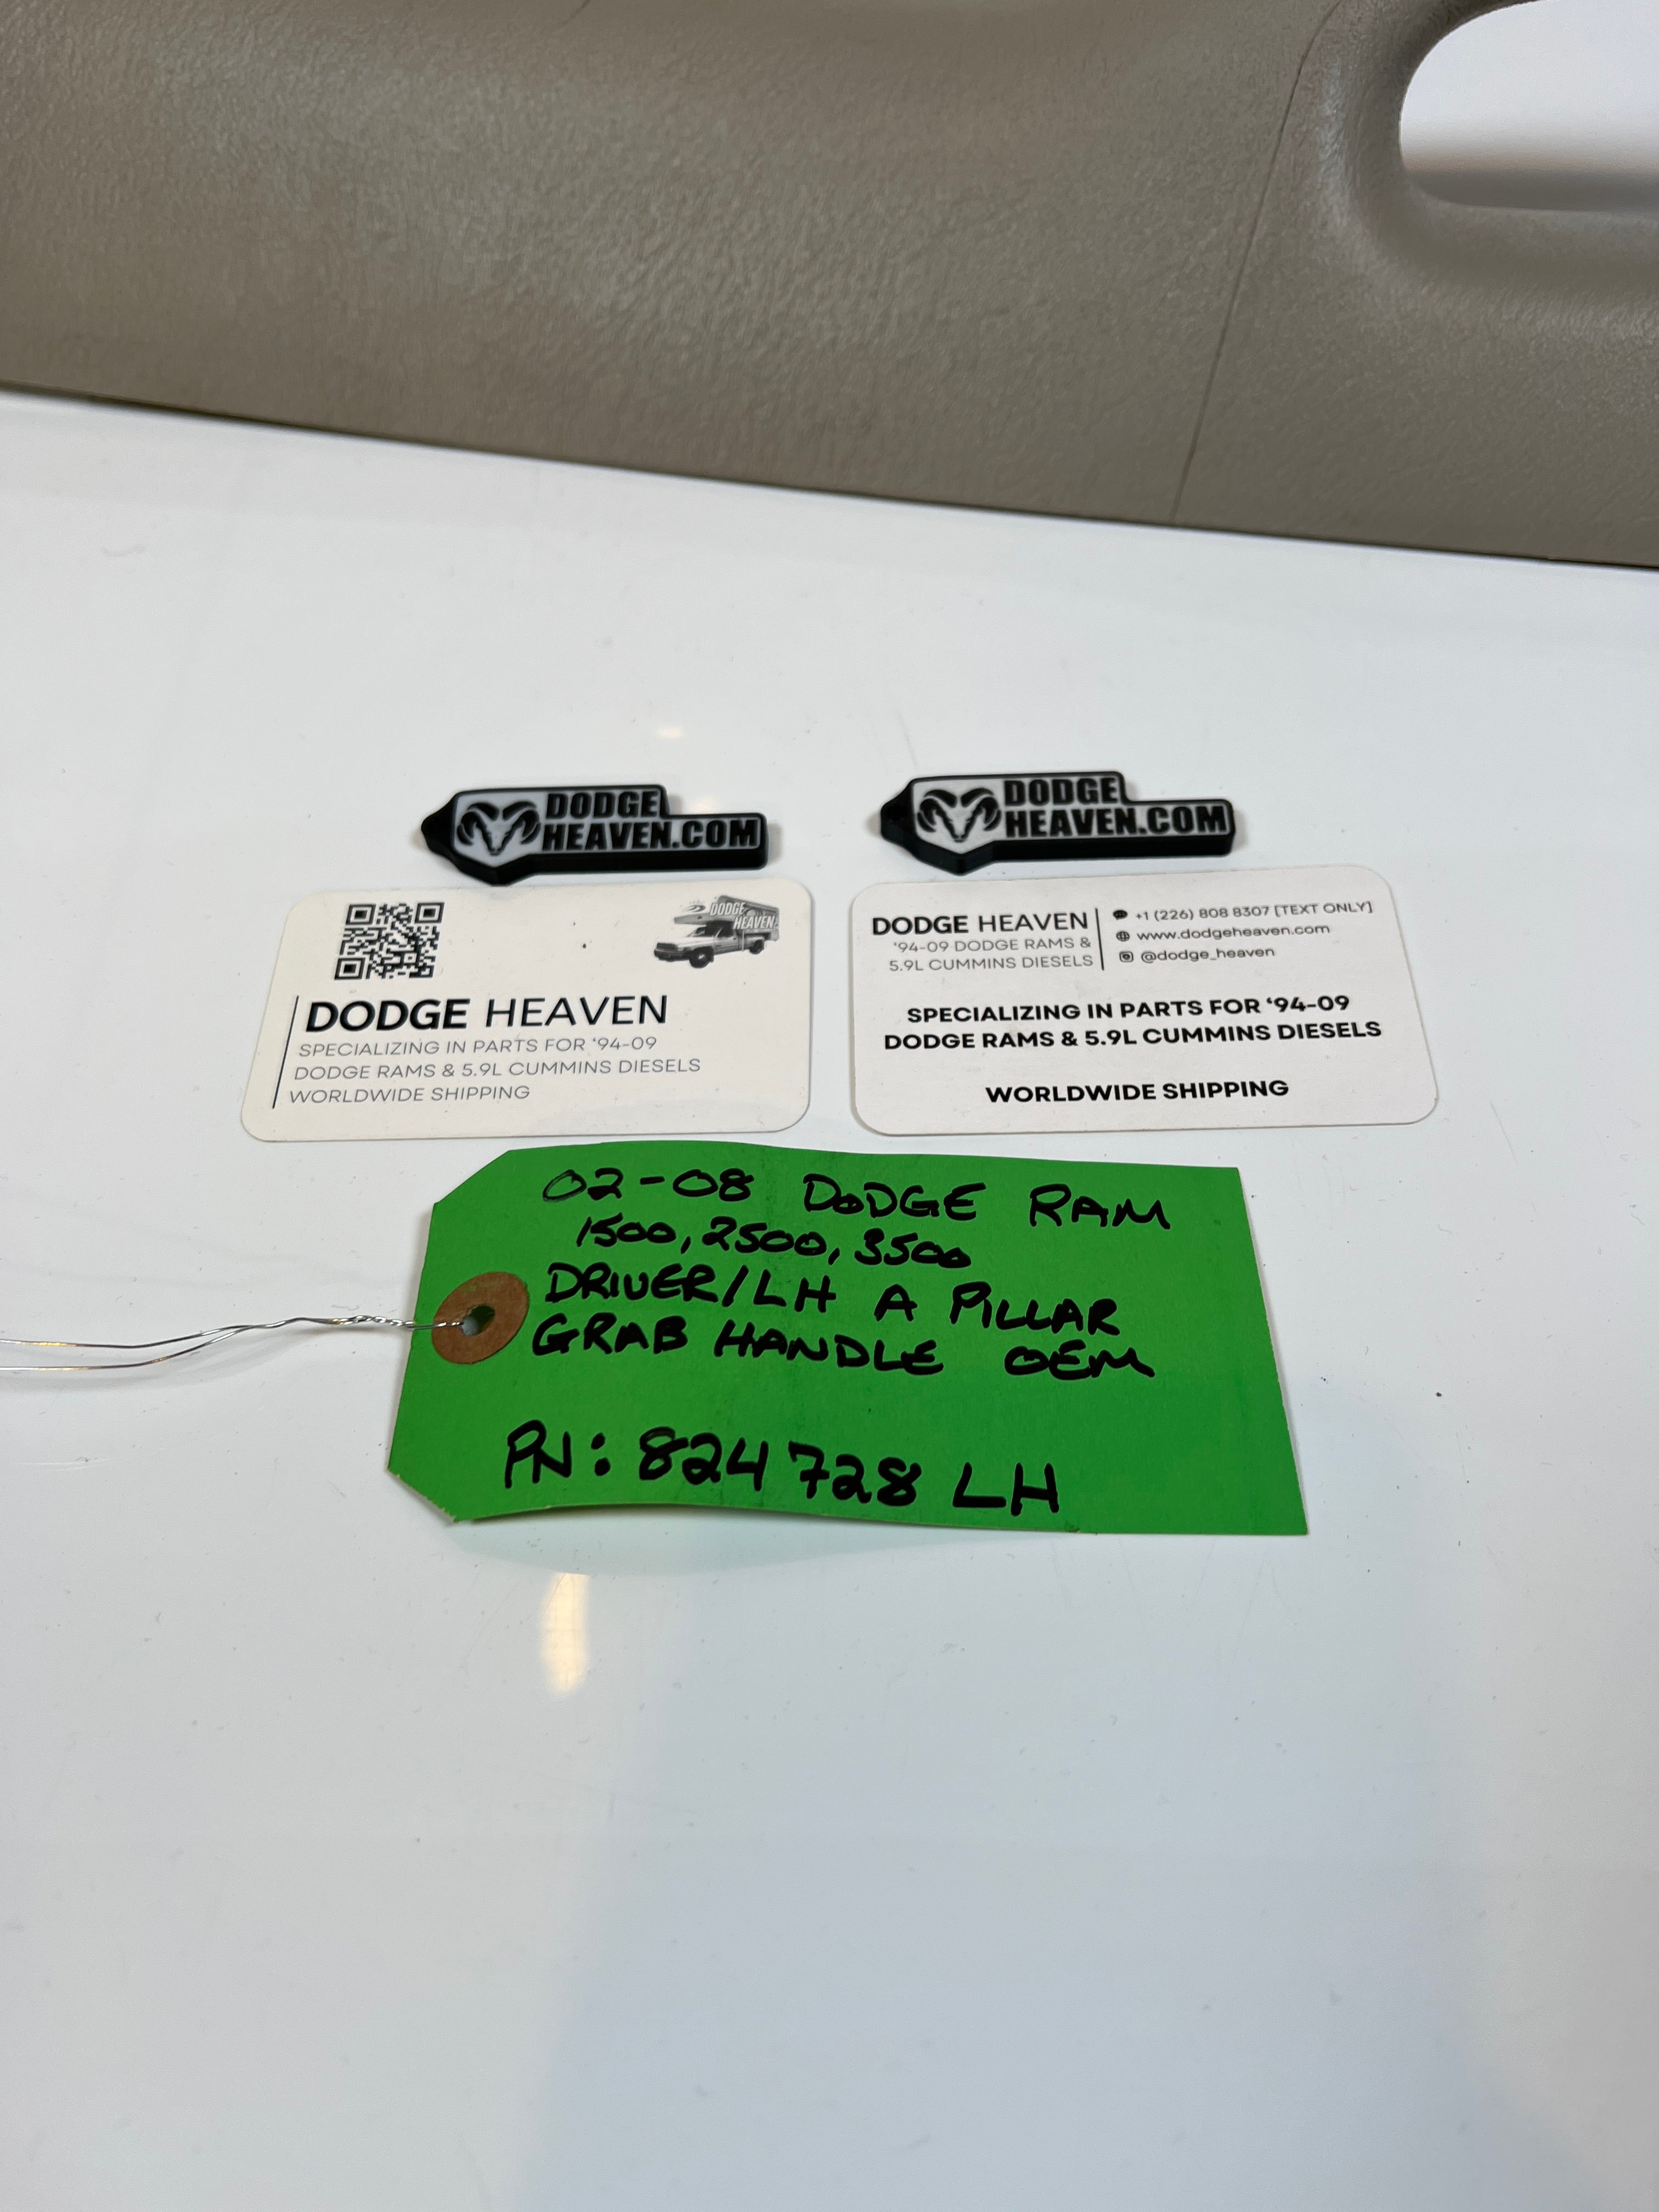 DODGE
HEAVEN.COM
DODGE
HEAVEN.COM
DODGE
HEAVEN
DODGE HEAVEN
SPECIALIZING IN PARTS FOR ‘94-09
DODGE RAMS & 5.9L CUMMINS DIESELS
WORLDWIDE SHIPPING
DODGE HEAVEN
‘94-09 DODGE RAMS &
5.9L CUMMINS DIESELS
+1 (226) 808 8307 [TEXT ONLY]
www.dodgeheaven.com
@dodge_heaven
SPECIALIZING IN PARTS FOR ‘94-09
DODGE RAMS & 5.9L CUMMINS DIESELS
WORLDWIDE SHIPPING
02-08 DODGE RAM
1500, 2500, 3500
DRIVER/LH A PILLAR
GRAB HANDLE OEM
PN: 824728 LH